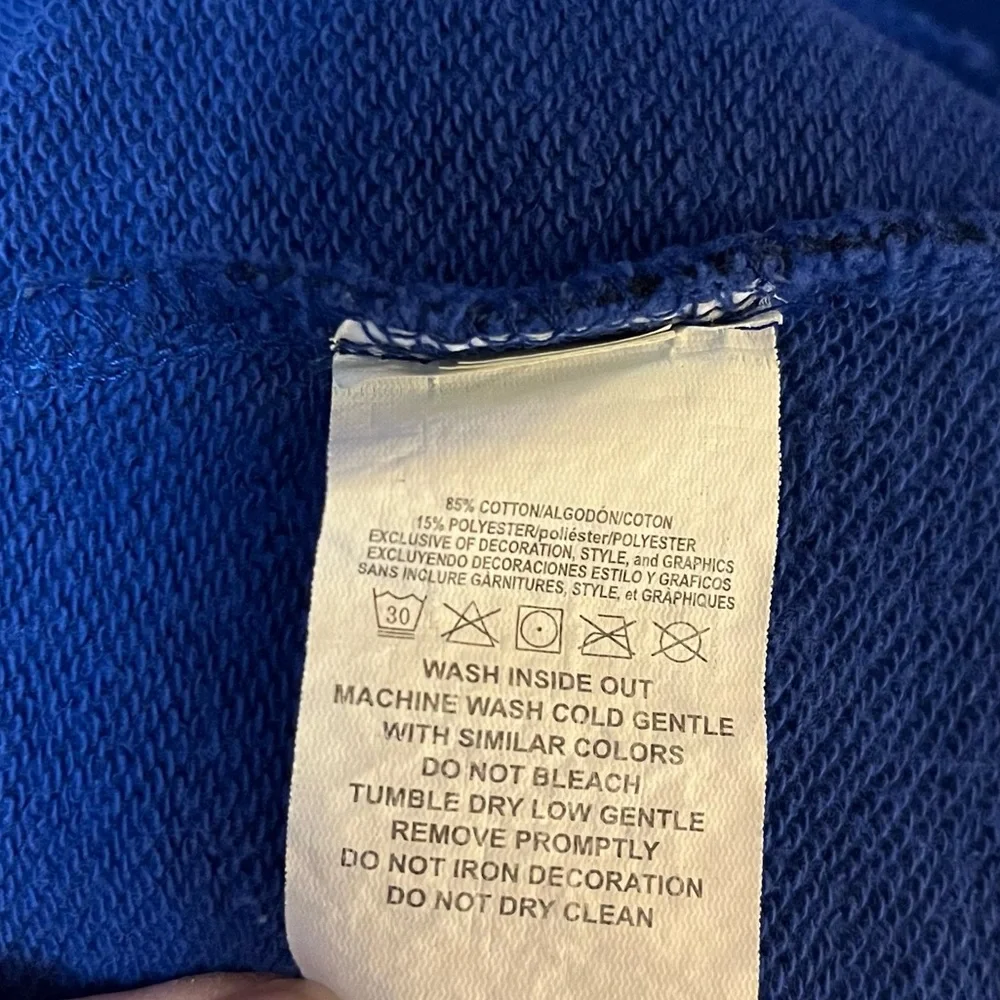 85% COTTON/ALGODÓN/COTON
15% POLYESTER/poliéster/POLYESTER
EXCLUSIVE OF DECORATION, STYLE, and GRAPHICS
EXCLUYENDO DECORACIONES ESTILO Y GRAFICOS
SANS INCLURE GARNITURES, STYLE, et GRAPHIQUES
30
WASH INSIDE OUT
MACHINE WASH COLD GENTLE
WITH SIMILAR COLORS
DO NOT BLEACH
TUMBLE DRY LOW GENTLE
REMOVE PROMPTLY
DO NOT IRON DECORATION
DO NOT DRY CLEAN